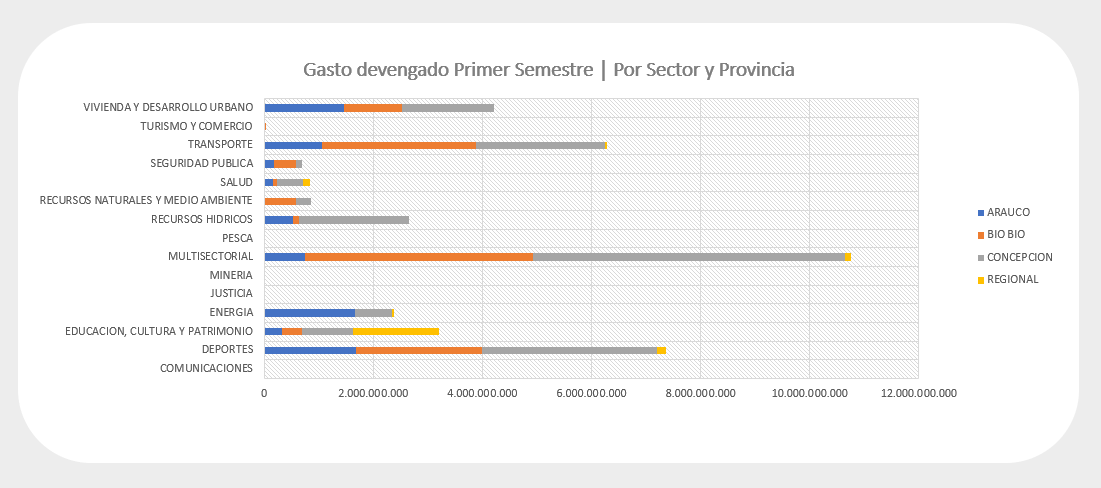 Gasto devengado Primer Semestre | Por Sector y Provincia
VIVIENDA Y DESARROLLO URBANO
TURISMO Y COMERCIO
TRANSPORTE
SEGURIDAD PUBLICA
SALUD
RECURSOS NATURALES Y MEDIO AMBIENTE
RECURSOS HIDRICOS
PESCA
MULTISECTORIAL
MINERIA
JUSTICIA
ENERGIA
EDUCACION, CULTURA Y PATRIMONIO
DEPORTES
COMUNICACIONES
0 2.000.000.000 4.000.000.000 6.000.000.000 8.000.000.000 10.000.000.000 12.000.000.000
ARAUCO
BIO BIO
CONCEPCION
REGIONAL